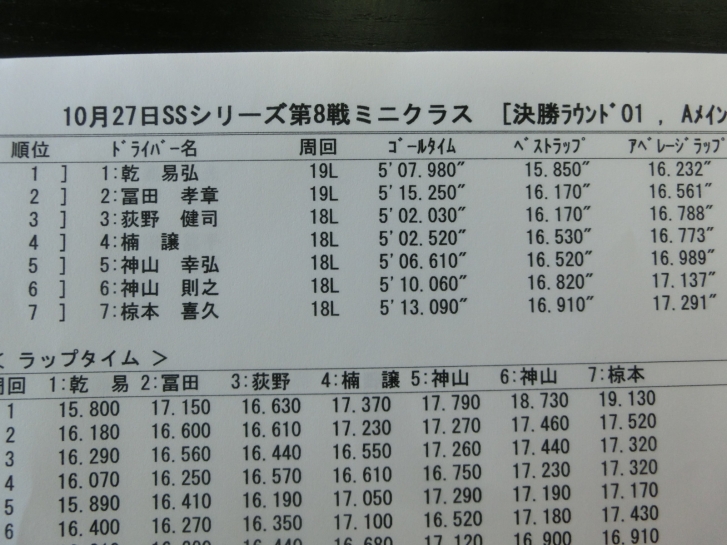 10月27日SSシリーズ第8戦ミニクラス [決勝ﾗｳﾝﾄﾞ01 , Aﾒｲﾝ
順位 ﾄﾞﾗｲﾊﾞｰ名 周回 ｺﾞｰﾙﾀｲﾑ ﾍﾞｽﾄﾗｯﾌﾟ ｱﾍﾞﾚｰｼﾞﾗｯﾌﾟ
1 ] 1:乾 易弘 19L 5'07.980″ 15.850″ 16.232″
2 ] 2:冨田 孝章 19L 5'15.250″ 16.170″ 16.561″
3 ] 3:荻野 健司 18L 5'02.030″ 16.170″ 16.788″
4 ] 4:楠 譲 18L 5'02.520″ 16.530″ 16.773″
5 ] 5:神山 幸弘 18L 5'06.610″ 16.520″ 16.989″
6 ] 6:神山 則之 18L 5'10.060″ 16.820″ 17.137″
7 ] 7:椋本 喜久 18L 5'13.090″ 16.910″ 17.291″
< ラップタイム >
周回 1:乾 易 2:冨田 3:荻野 4:楠 譲 5:神山 6:神山 7:椋本
1 15.800 17.150 16.630 17.370 17.790 18.730 19.130
2 16.180 16.600 16.610 17.230 17.270 17.460 17.520
3 16.290 16.560 16.440 16.550 17.260 17.440 17.320
4 16.070 16.250 16.570 16.610 16.750 17.230 17.320
5 15.890 16.410 16.190 17.050 17.290 17.190 17.170
6 16.400 16.270 16.350 17.100 16.520 17.180 17.430
16.440 16.680 17.120 16.900 16.910